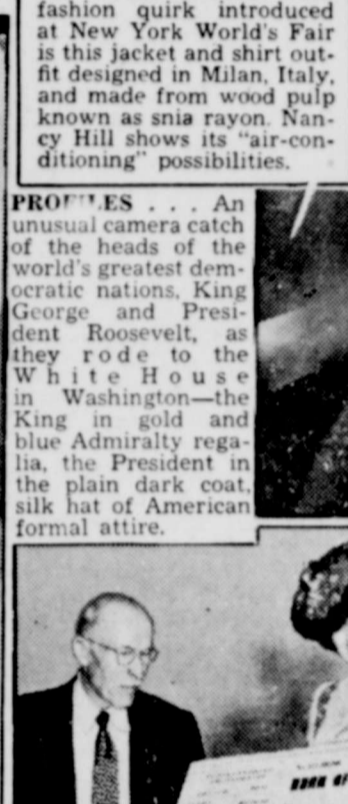 fashion quirk introduced
at New York World's Fair
is this jacket and shirt out-
fit designed in Milan, Italy,
and made from wood pulp
known as snia rayon. Nan-
cy Hill shows its "air-con-
ditioning" possibilities.
PROFILES . . . An
unusual camera catch
of the heads of the
world's greatest dem-
ocratic nations, King
George and Presi-
dent Roosevelt, as
they rode to the
White House
in Washington—the
King in gold and
blue Admiralty rega-
lia, the President in
the plain dark coat,
silk hat of American
formal attire.